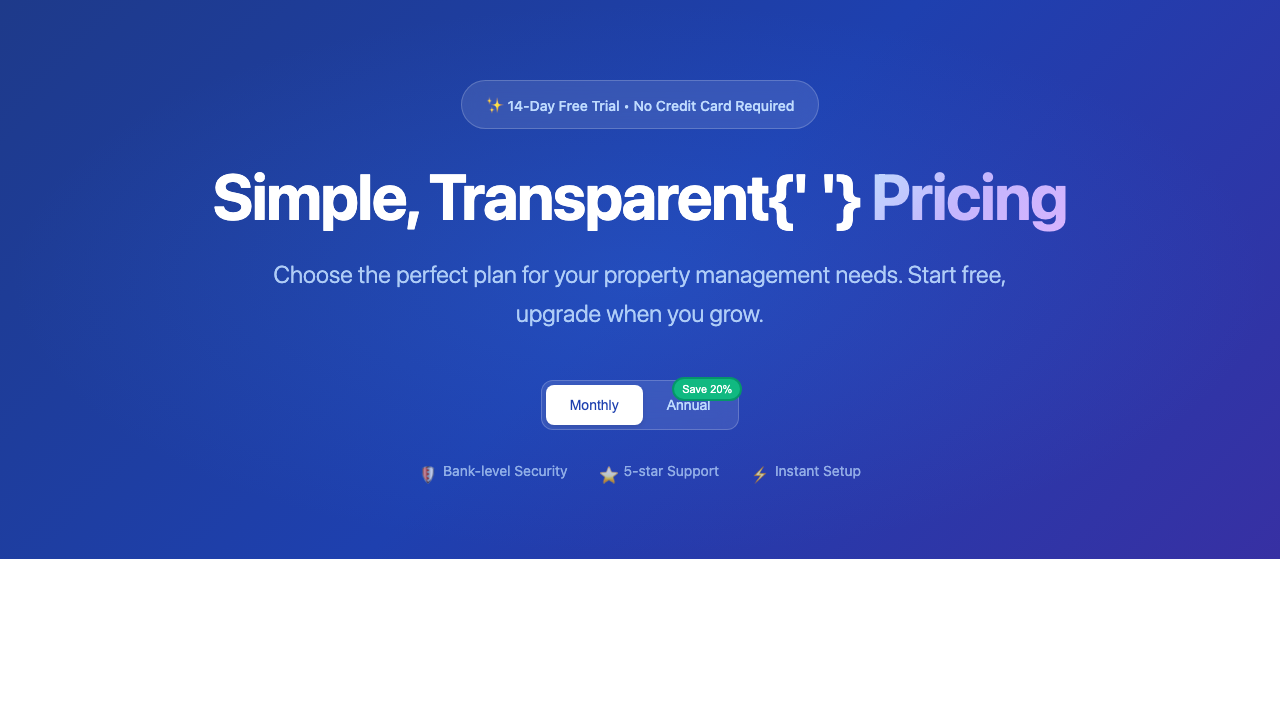 ✨ 14-Day Free Trial • No Credit Card Required
Simple, Transparent{' '} Pricing
Choose the perfect plan for your property management needs. Start free,
upgrade when you grow.
Save 20%
Monthly Annual
Bank-level Security 5-star Support Instant Setup